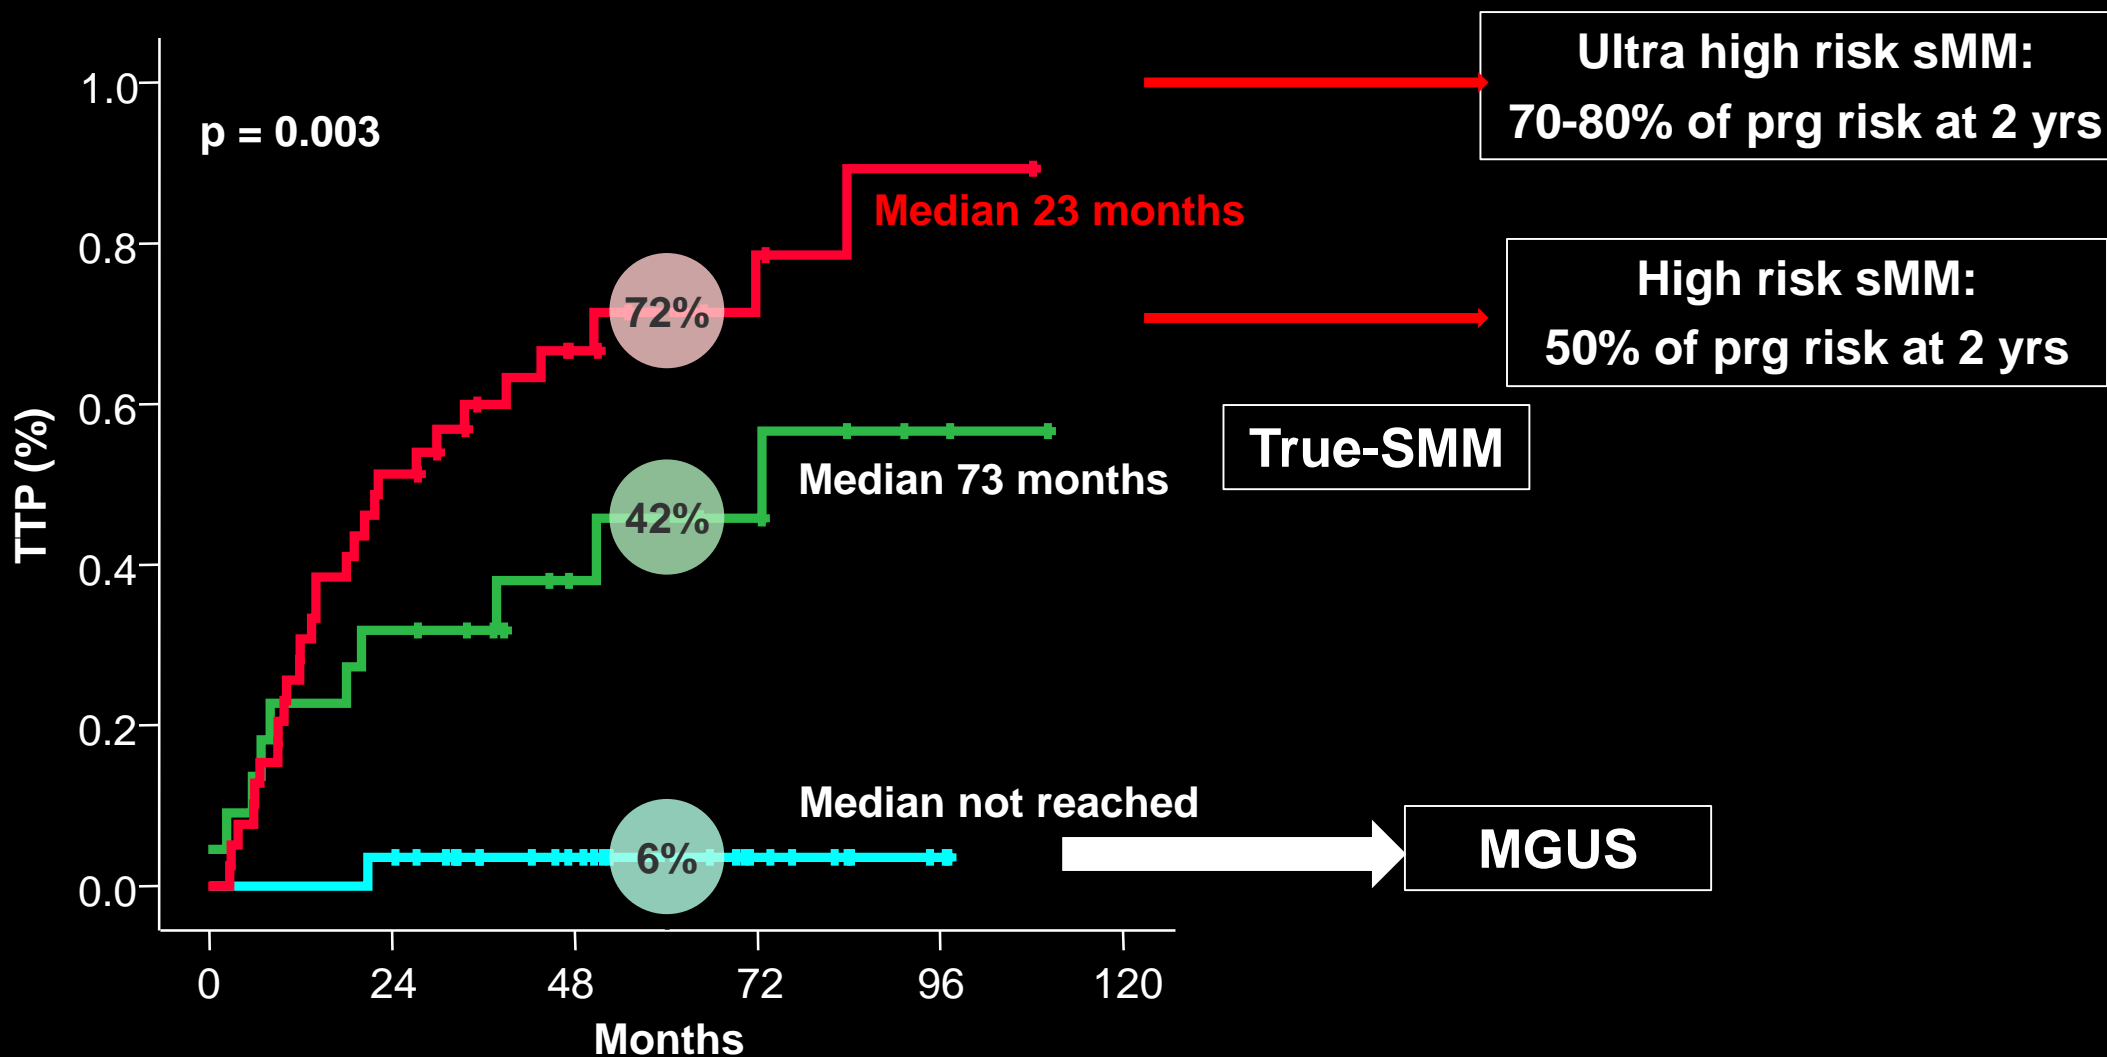 Ultra high risk sMM:
70-80% of prg risk at 2 yrs
1.0
p = 0.003
Median 23 months
0.8
High risk sMM:
50% of prg risk at 2 yrs
72%
0.6
TTP (%)
True-SMM
Median 73 months
42%
0.4
0.2
Median not reached
MGUS
6%
0.0
0 24 48 72 96 120
Months